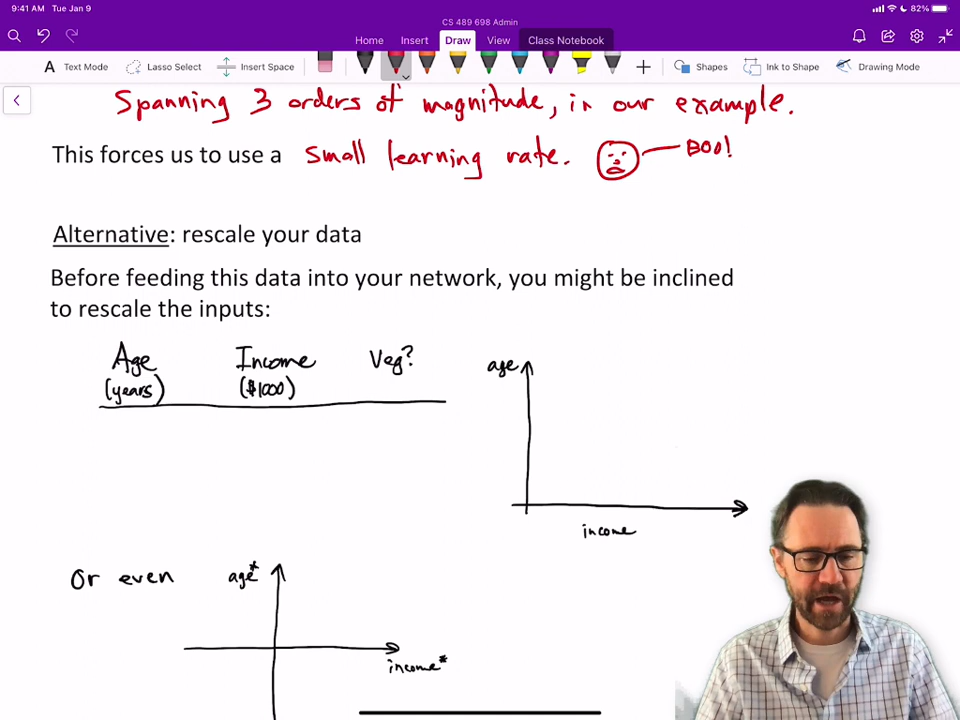 9:41 AM Tue Jan 9
82%
CS 489 698 Admin
Home Insert Draw View Class Notebook
Text Mode Lasso Select Insert Space Shapes Ink to Shape Drawing Mode
Spanning 3 orders of magnitude, in our example.
This forces us to use a small learning rate. BOO!
Alternative: rescale your data
Before feeding this data into your network, you might be inclined
to rescale the inputs:
Age Income Veg?
(years) ($1000)
age
income
Or even age*
income*